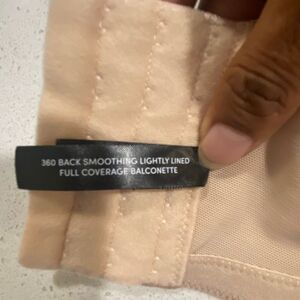 360 BACK SMOOTHING LIGHTLY LINED
FULL COVERAGE BALCONETTE